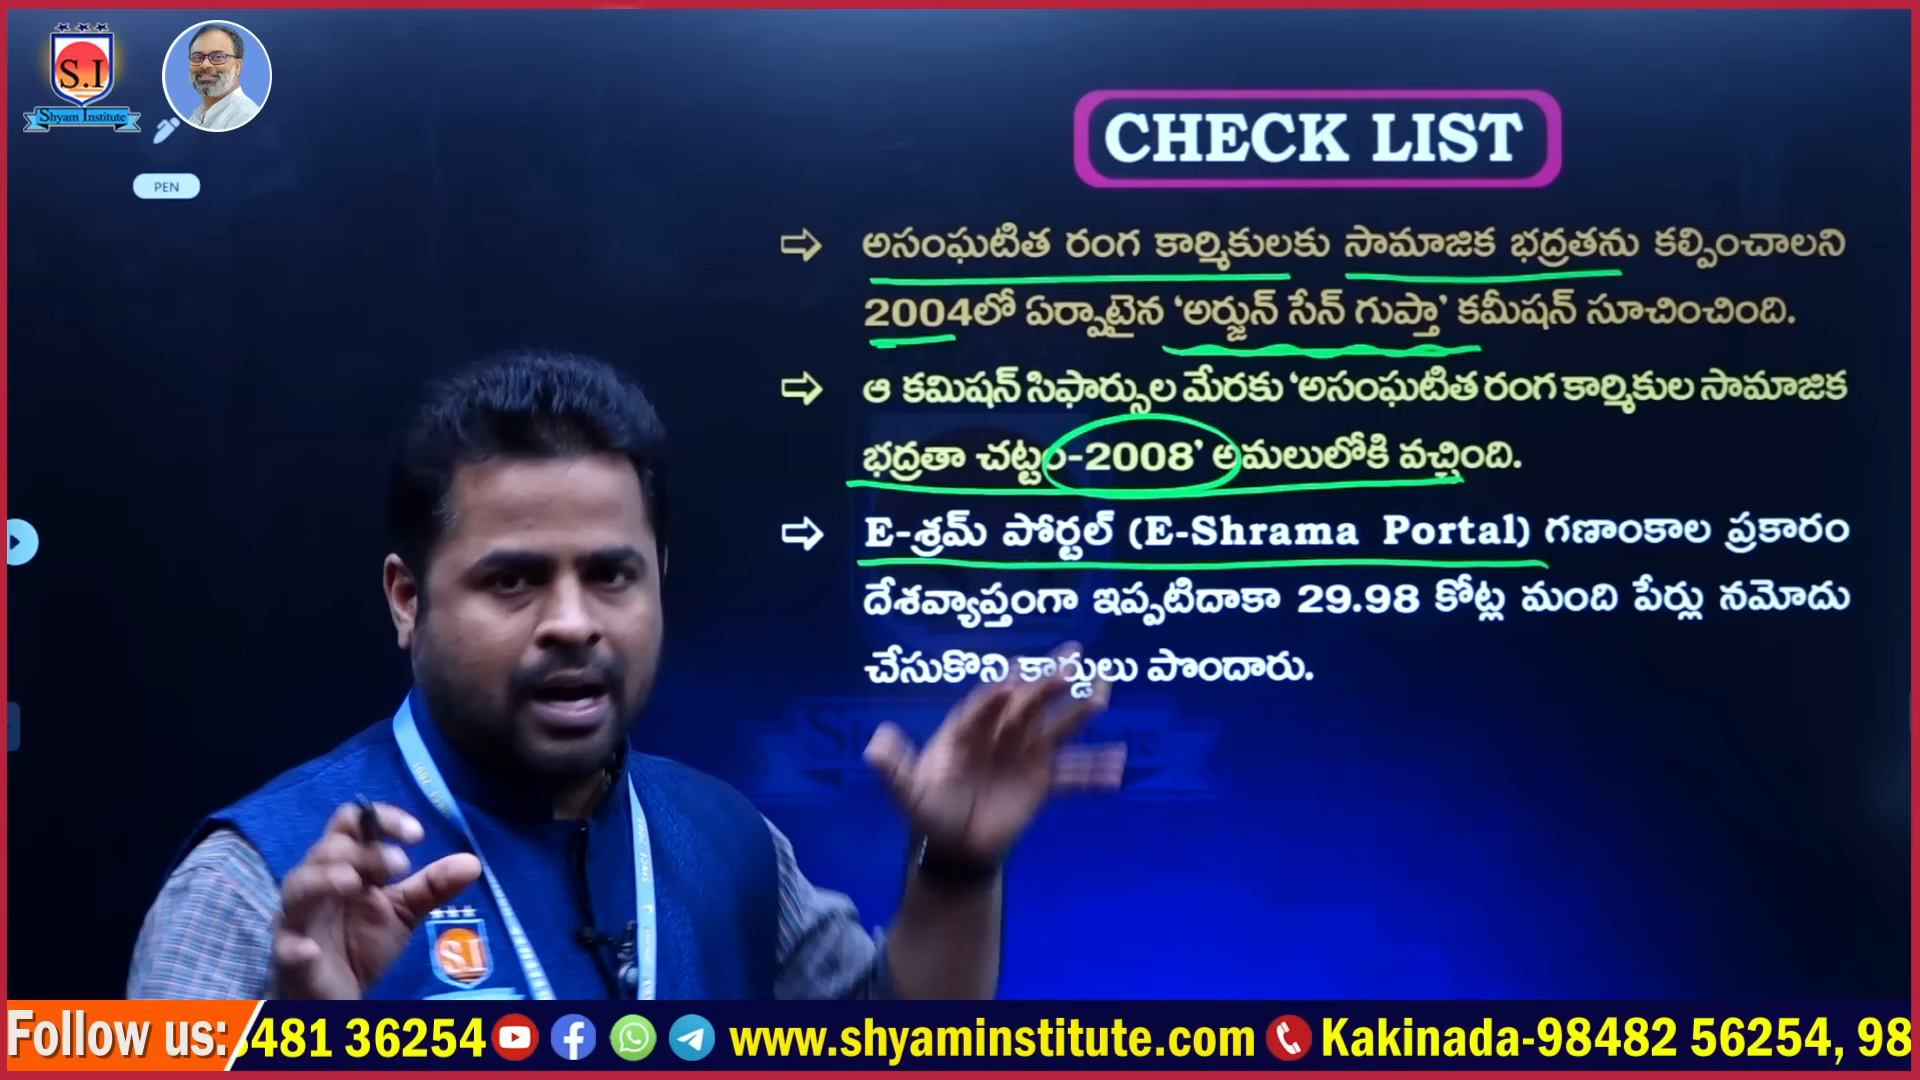 S.I
Shyam Institute
PEN
CHECK LIST
⇨ అసంఘటిత రంగ కార్మికులకు సామాజిక భద్రతను కల్పించాలని
2004లో ఏర్పాటైన ‘అర్జున్ సేన్ గుప్తా’ కమీషన్ సూచించింది.
⇨ ఆ కమిషన్ సిఫార్సుల మేరకు ‘అసంఘటిత రంగ కార్మికుల సామాజిక
భద్రతా చట్టం-2008’ అమలులోకి వచ్చింది.
⇨ E-శ్రమ్ పోర్టల్ (E-Shrama Portal) గణాంకాల ప్రకారం
దేశవ్యాప్తంగా ఇప్పటిదాకా 29.98 కోట్ల మంది పేర్లు నమోదు
చేసుకొని కార్డులు పొందారు.
S.I
Follow us: 481 36254 www.shyaminstitute.com Kakinada-98482 56254, 98